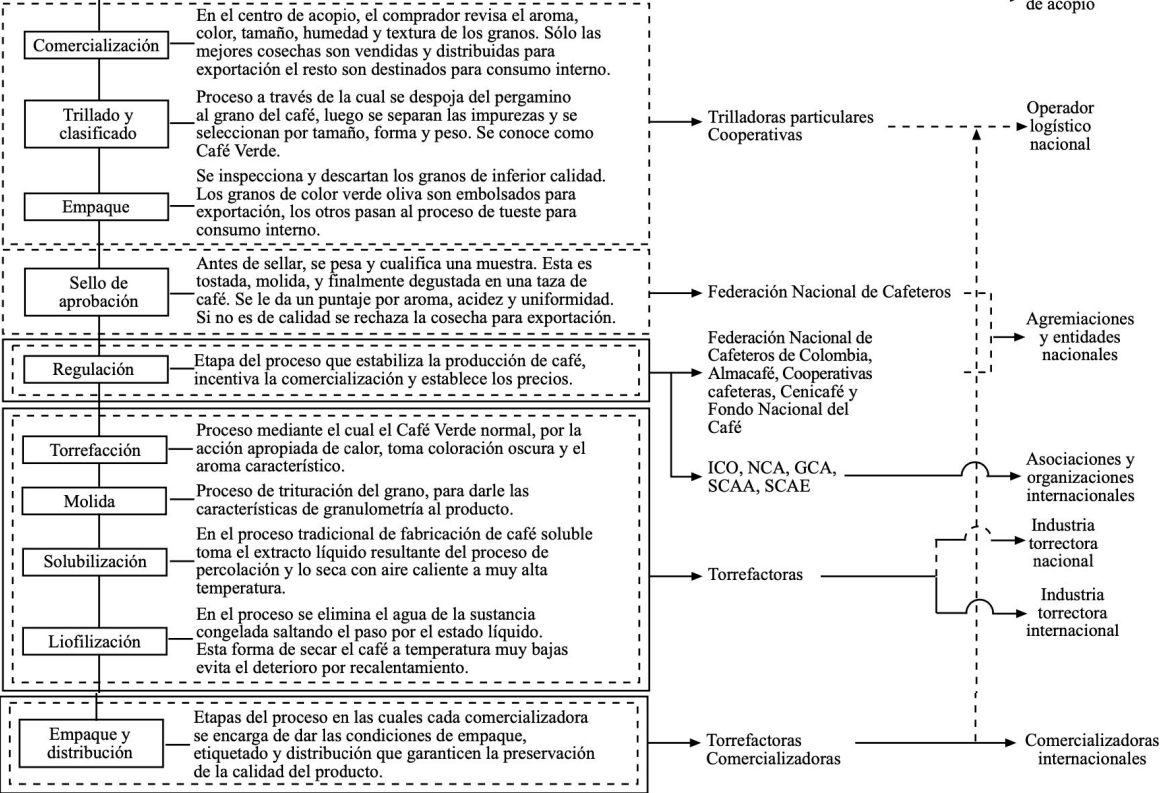 de acopio
Comercialización
En el centro de acopio, el comprador revisa el aroma,
color, tamaño, humedad y textura de los granos. Sólo las
mejores cosechas son vendidas y distribuidas para
exportación el resto son destinados para consumo interno.
Trillado y
clasificado
Proceso a través de la cual se despoja del pergamino
al grano del café, luego se separan las impurezas y se
seleccionan por tamaño, forma y peso. Se conoce como
Café Verde.
Trilladoras particulares
Cooperativas
Operador
logístico
nacional
Empaque
Se inspecciona y descartan los granos de inferior calidad.
Los granos de color verde oliva son embolsados para
exportación, los otros pasan al proceso de tueste para
consumo interno.
Sello de
aprobación
Antes de sellar, se pesa y cualifica una muestra. Esta es
tostada, molida, y finalmente degustada en una taza de
café. Se le da un puntaje por aroma, acidez y uniformidad.
Si no es de calidad se rechaza la cosecha para exportación.
Federación Nacional de Cafeteros
Agremiaciones
y entidades
nacionales
Regulación
Etapa del proceso que estabiliza la producción de café,
incentiva la comercialización y establece los precios.
Federación Nacional de
Cafeteros de Colombia,
Almacafé, Cooperativas
cafeteras, Cenicafé y
Fondo Nacional del
Café
ICO, NCA, GCA,
SCAA, SCAE
Asociaciones y
organizaciones
internacionales
Torrefacción
Proceso mediante el cual el Café Verde normal, por la
acción apropiada de calor, toma coloración oscura y el
aroma característico.
Molida
Proceso de trituración del grano, para darle las
características de granulometría al producto.
Solubilización
En el proceso tradicional de fabricación de café soluble
toma el extracto líquido resultante del proceso de
percolación y lo seca con aire caliente a muy alta
temperatura.
Liofilización
En el proceso se elimina el agua de la sustancia
congelada saltando el paso por el estado líquido.
Esta forma de secar el café a temperatura muy bajas
evita el deterioro por recalentamiento.
Torrefactoras
Industria
torrectora
nacional
Industria
torrectora
internacional
Empaque y
distribución
Etapas del proceso en las cuales cada comercializadora
se encarga de dar las condiciones de empaque,
etiquetado y distribución que garanticen la preservación
de la calidad del producto.
Torrefactoras
Comercializadoras
Comercializadoras
internacionales